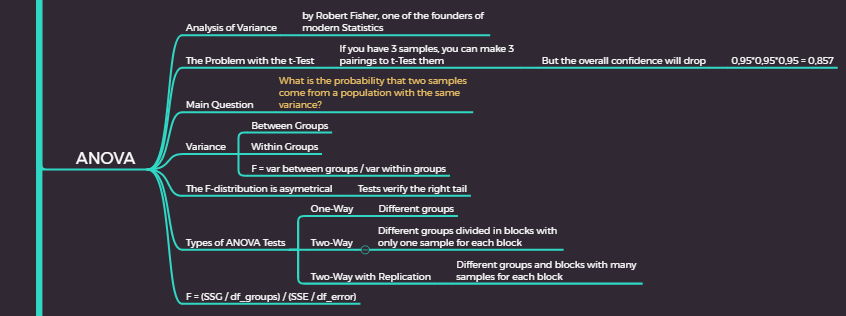 ANOVA
Analysis of Variance
by Robert Fisher, one of the founders of
modern Statistics
The Problem with the t-Test
If you have 3 samples, you can make 3
pairings to t-Test them
But the overall confidence will drop
0,95*0,95*0,95 = 0,857
Main Question
What is the probability that two samples
come from a population with the same
variance?
Variance
Between Groups
Within Groups
F = var between groups / var within groups
The F-distribution is asymetrical
Tests verify the right tail
Types of ANOVA Tests
One-Way
Different groups
Two-Way
Different groups divided in blocks with
only one sample for each block
Two-Way with Replication
Different groups and blocks with many
samples for each block
F = (SSG / df_groups) / (SSE / df_error)